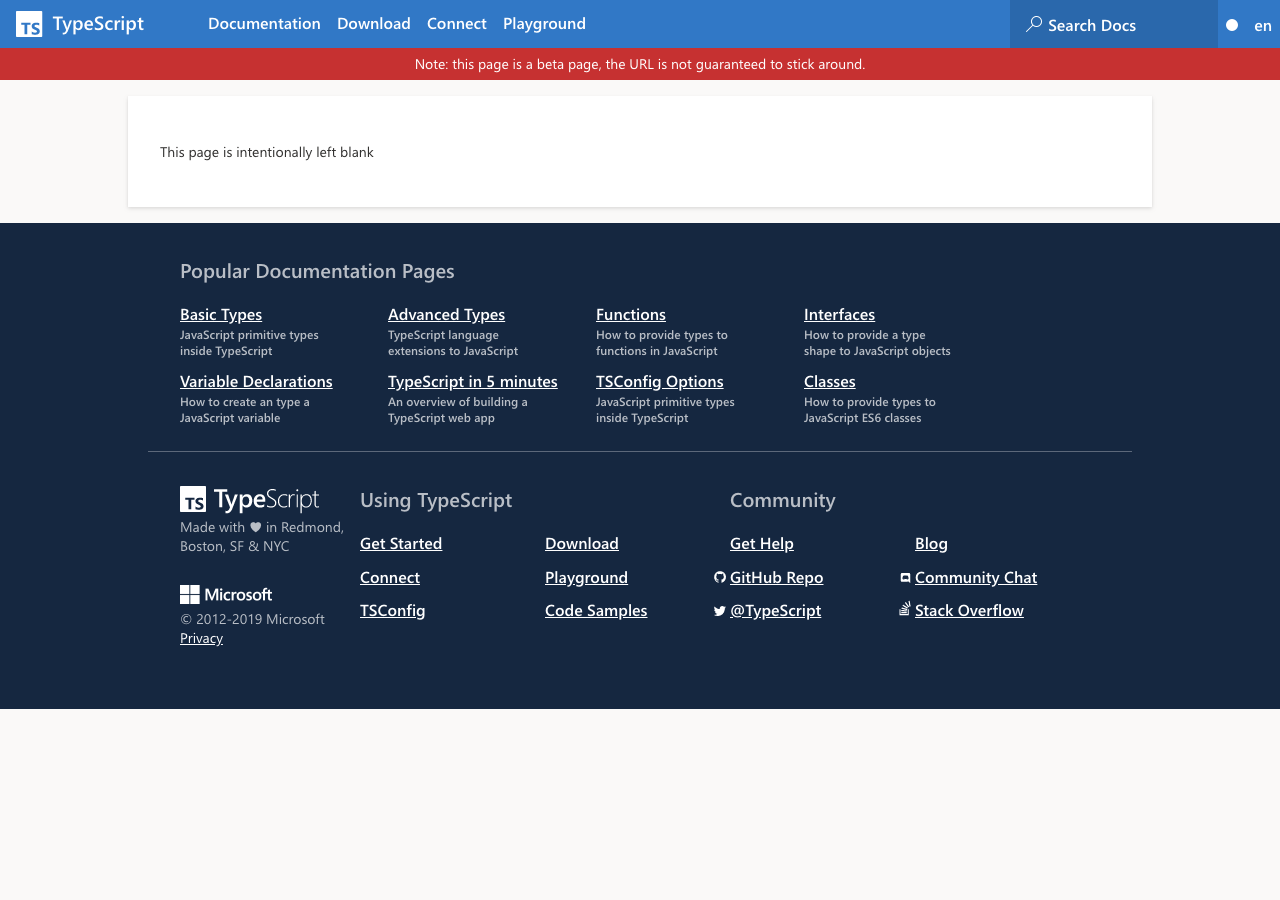 TS TypeScript Documentation Download Connect Playground Search Docs en
Note: this page is a beta page, the URL is not guaranteed to stick around.
This page is intentionally left blank
Popular Documentation Pages
Basic Types
JavaScript primitive types
inside TypeScript
Advanced Types
TypeScript language
extensions to JavaScript
Functions
How to provide types to
functions in JavaScript
Interfaces
How to provide a type
shape to JavaScript objects
Variable Declarations
How to create an type a
JavaScript variable
TypeScript in 5 minutes
An overview of building a
TypeScript web app
TSConfig Options
JavaScript primitive types
inside TypeScript
Classes
How to provide types to
JavaScript ES6 classes
TS TypeScript
Made with ♥ in Redmond,
Boston, SF & NYC
Microsoft
© 2012-2019 Microsoft
Privacy
Using TypeScript
Get Started
Download
Connect
Playground
TSConfig
Code Samples
Community
Get Help
Blog
GitHub Repo
Community Chat
@TypeScript
Stack Overflow